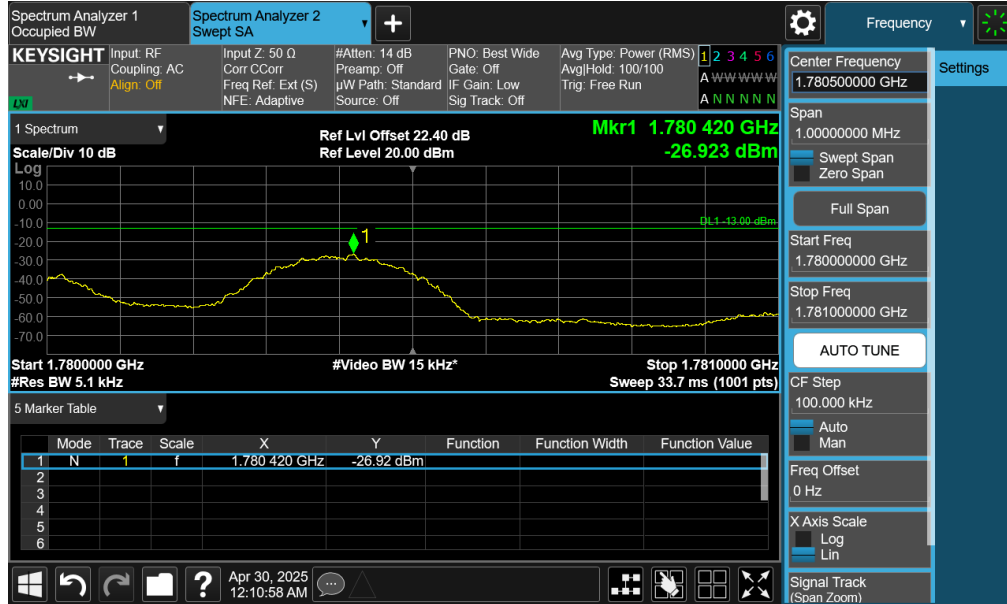 Spectrum Analyzer 1
Occupied BW
Spectrum Analyzer 2
Swept SA
▼
+
Frequency
▼
KEYSIGHT
LXI
Input: RF
Coupling: AC
Align: Off
Input Z: 50 Ω
Corr CCorr
Freq Ref: Ext (S)
NFE: Adaptive
#Atten: 14 dB
Preamp: Off
µW Path: Standard
Source: Off
PNO: Best Wide
Gate: Off
IF Gain: Low
Sig Track: Off
Avg Type: Power (RMS)
Avg|Hold: 100/100
Trig: Free Run
1 2 3 4 5 6
A W W W W W
A N N N N N
1 Spectrum
▼
Scale/Div 10 dB
Ref Lvl Offset 22.40 dB
Ref Level 20.00 dBm
Mkr1 1.780 420 GHz
-26.923 dBm
Log
10.0
0.00
-10.0
-20.0
-30.0
-40.0
-50.0
-60.0
-70.0
DL1 -13.00 dBm
1
Start 1.7800000 GHz
#Video BW 15 kHz*
Stop 1.7810000 GHz
#Res BW 5.1 kHz
Sweep 33.7 ms (1001 pts)
5 Marker Table
▼
Mode Trace Scale X Y Function Function Width Function Value
1 N 1 f 1.780 420 GHz -26.92 dBm
2
3
4
5
6
Center Frequency
1.780500000 GHz
Span
1.00000000 MHz
Swept Span
Zero Span
Full Span
Start Freq
1.780000000 GHz
Stop Freq
1.781000000 GHz
AUTO TUNE
CF Step
100.000 kHz
Auto
Man
Freq Offset
0 Hz
X Axis Scale
Log
Lin
Signal Track
(Span Zoom)
Settings
?
Apr 30, 2025
12:10:58 AM